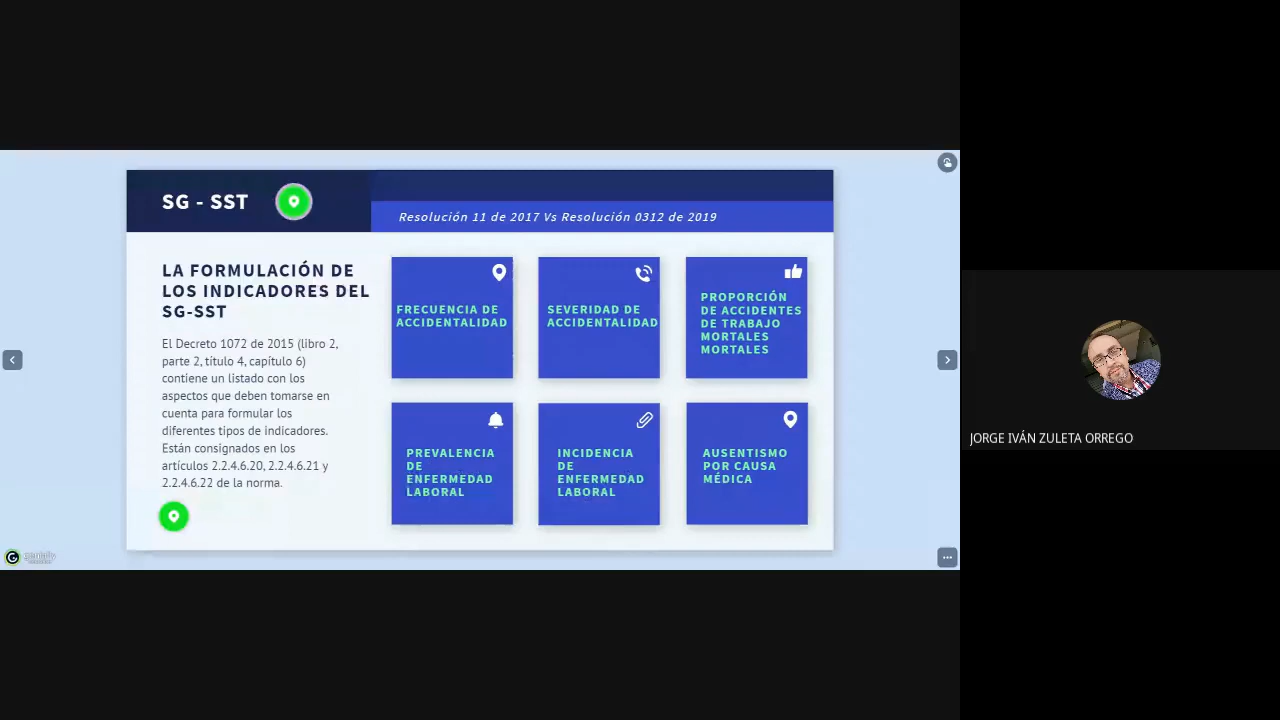 SG - SST
Resolución 11 de 2017 Vs Resolución 0312 de 2019
LA FORMULACIÓN DE
LOS INDICADORES DEL
SG-SST
El Decreto 1072 de 2015 (libro 2,
parte 2, título 4, capítulo 6)
contiene un listado con los
aspectos que deben tomarse en
cuenta para formular los
diferentes tipos de indicadores.
Están consignados en los
artículos 2.2.4.6.20, 2.2.4.6.21 y
2.2.4.6.22 de la norma.
FRECUENCIA DE
ACCIDENTALIDAD
SEVERIDAD DE
ACCIDENTALIDAD
PROPORCIÓN
DE ACCIDENTES
DE TRABAJO
MORTALES
MORTALES
PREVALENCIA
DE
ENFERMEDAD
LABORAL
INCIDENCIA
DE
ENFERMEDAD
LABORAL
AUSENTISMO
POR CAUSA
MÉDICA
JORGE IVÁN ZULETA ORREGO